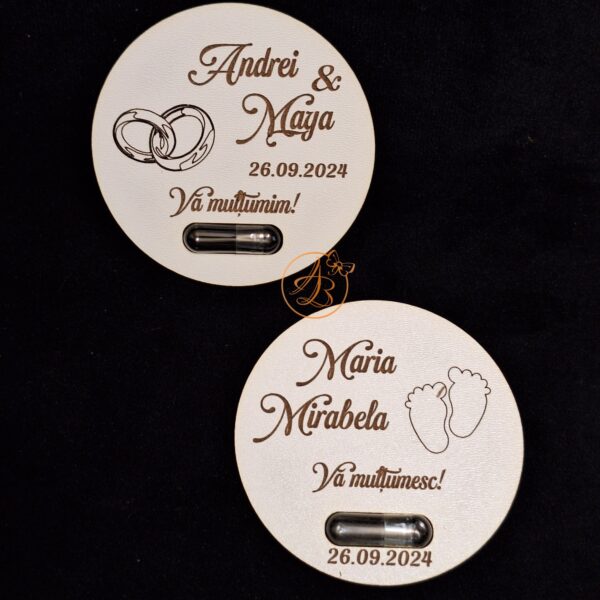 Andrei
&
Maya
26.09.2024
Vă mulțumim!
AB
Maria
Mirabela
Vă mulțumesc!
26.09.2024